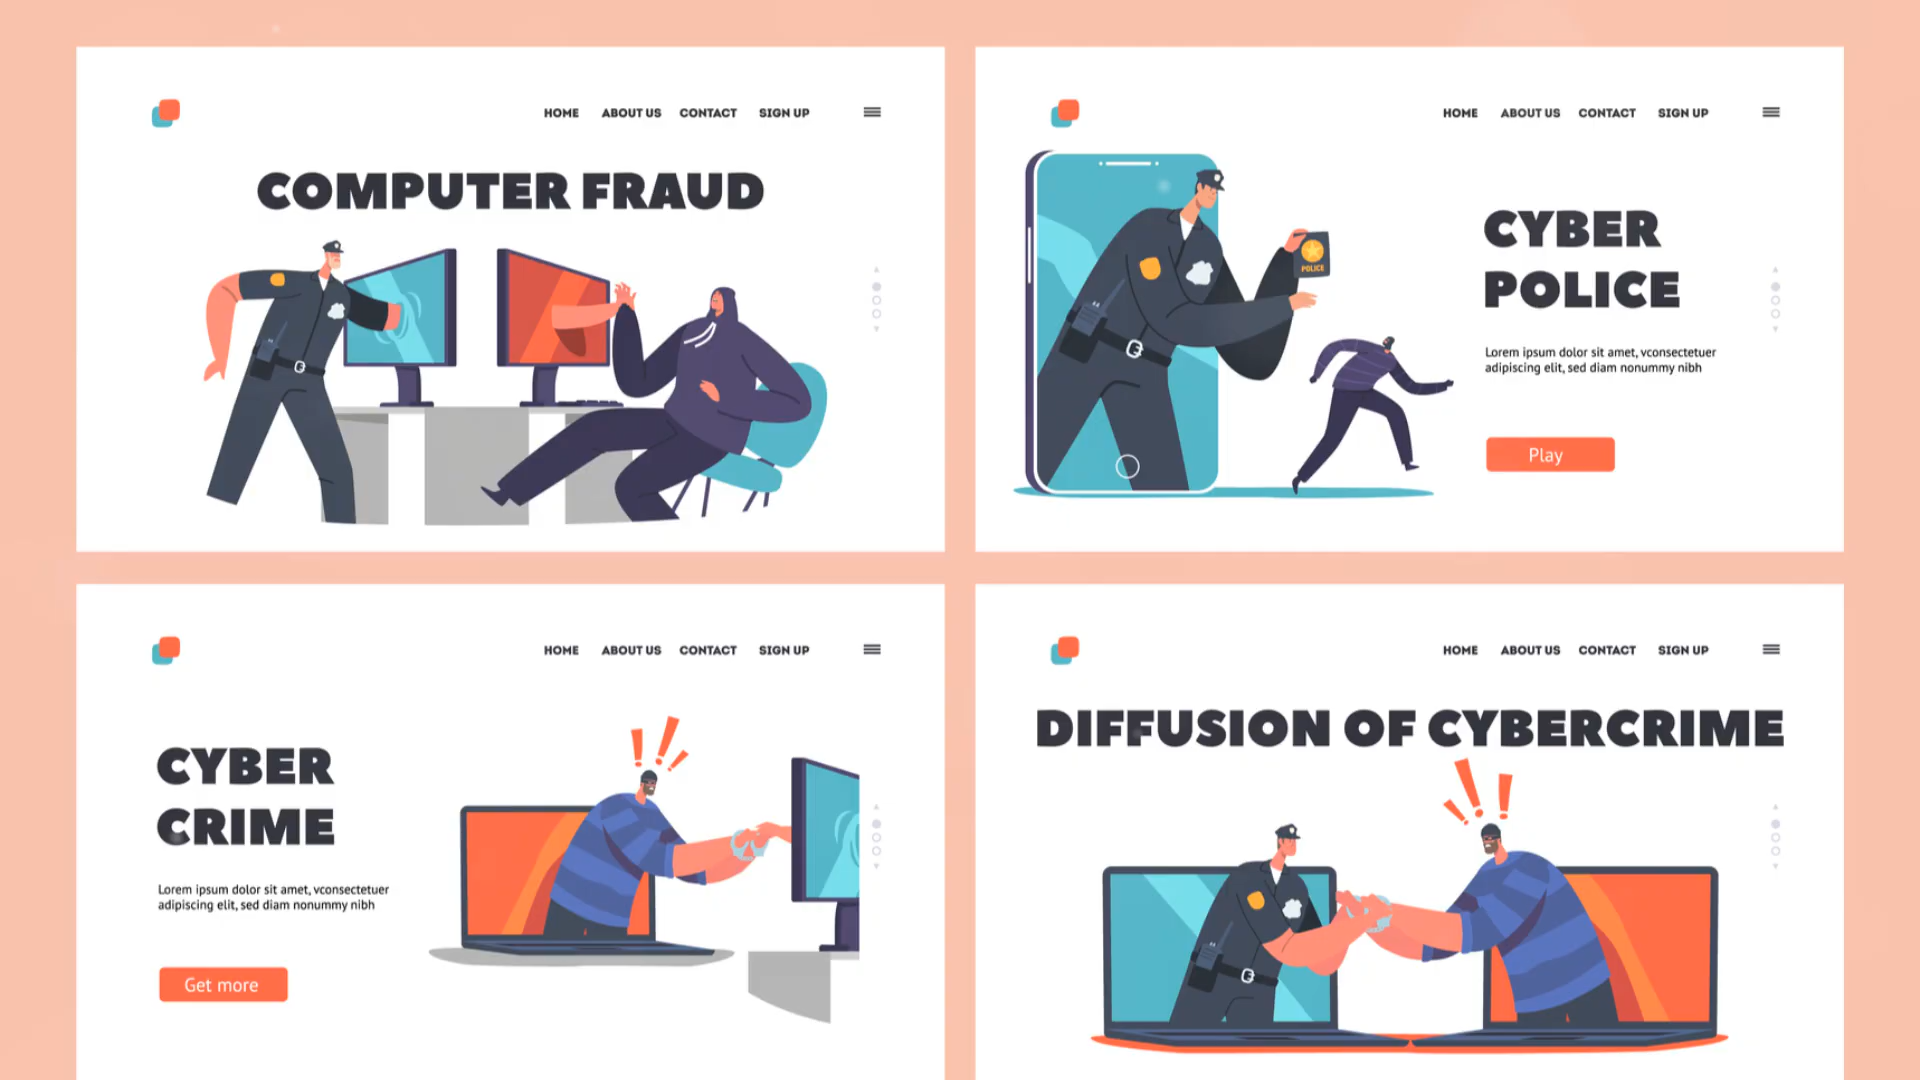 HOME ABOUT US CONTACT SIGN UP
COMPUTER FRAUD
HOME ABOUT US CONTACT SIGN UP
POLICE
CYBER
POLICE
Lorem ipsum dolor sit amet, vconsectetuer
adipiscing elit, sed diam nonummy nibh
Play
HOME ABOUT US CONTACT SIGN UP
CYBER
CRIME
Lorem ipsum dolor sit amet, vconsectetuer
adipiscing elit, sed diam nonummy nibh
Get more
HOME ABOUT US CONTACT SIGN UP
DIFFUSION OF CYBERCRIME